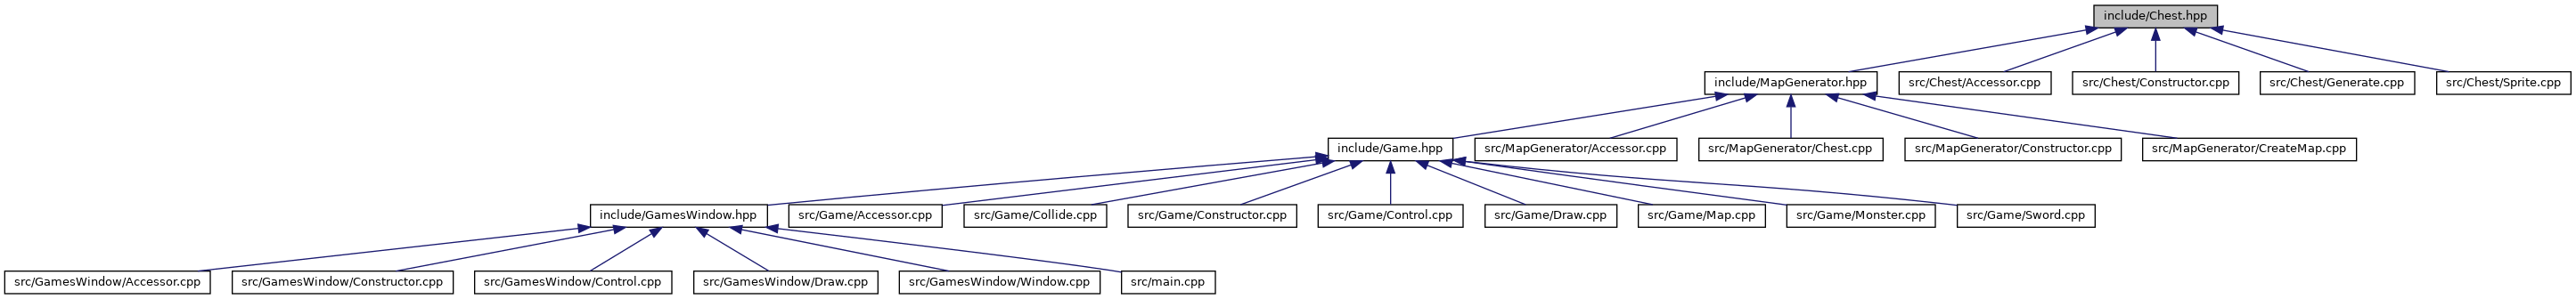 include/Chest.hpp
include/MapGenerator.hpp
src/Chest/Accessor.cpp
src/Chest/Constructor.cpp
src/Chest/Generate.cpp
src/Chest/Sprite.cpp
include/Game.hpp
src/MapGenerator/Accessor.cpp
src/MapGenerator/Chest.cpp
src/MapGenerator/Constructor.cpp
src/MapGenerator/CreateMap.cpp
include/GamesWindow.hpp
src/Game/Accessor.cpp
src/Game/Collide.cpp
src/Game/Constructor.cpp
src/Game/Control.cpp
src/Game/Draw.cpp
src/Game/Map.cpp
src/Game/Monster.cpp
src/Game/Sword.cpp
src/GamesWindow/Accessor.cpp
src/GamesWindow/Constructor.cpp
src/GamesWindow/Control.cpp
src/GamesWindow/Draw.cpp
src/GamesWindow/Window.cpp
src/main.cpp